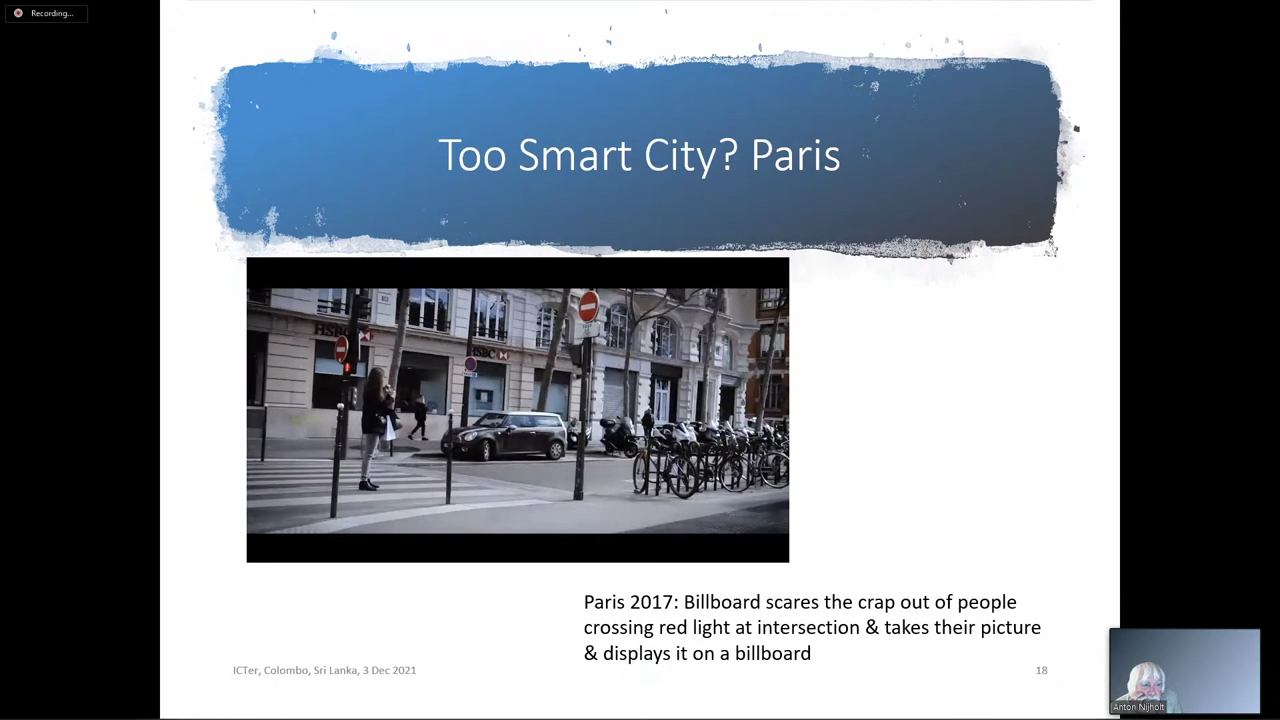 Recording...
Too Smart City? Paris
HSBC
HSBC
Paris 2017: Billboard scares the crap out of people
crossing red light at intersection & takes their picture
& displays it on a billboard
ICTer, Colombo, Sri Lanka, 3 Dec 2021
18
Anton Nijholt